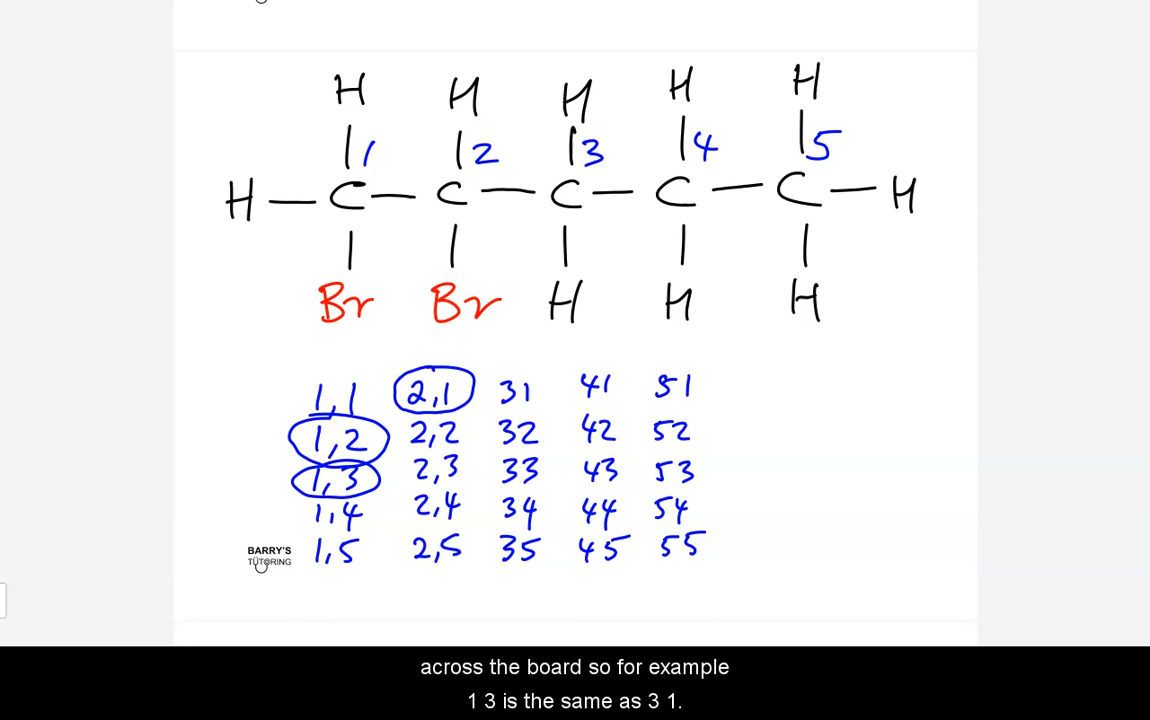 H H H H H
1 2 3 4 5
H — C — C — C — C — C — H
Br Br H H H
1,1 2,1 31 41 51
1,2 2,2 32 42 52
1,3 2,3 33 43 53
1,4 2,4 34 44 54
1,5 2,5 35 45 55
BARRY'S
TÜTORING
across the board so for example
1 3 is the same as 3 1.